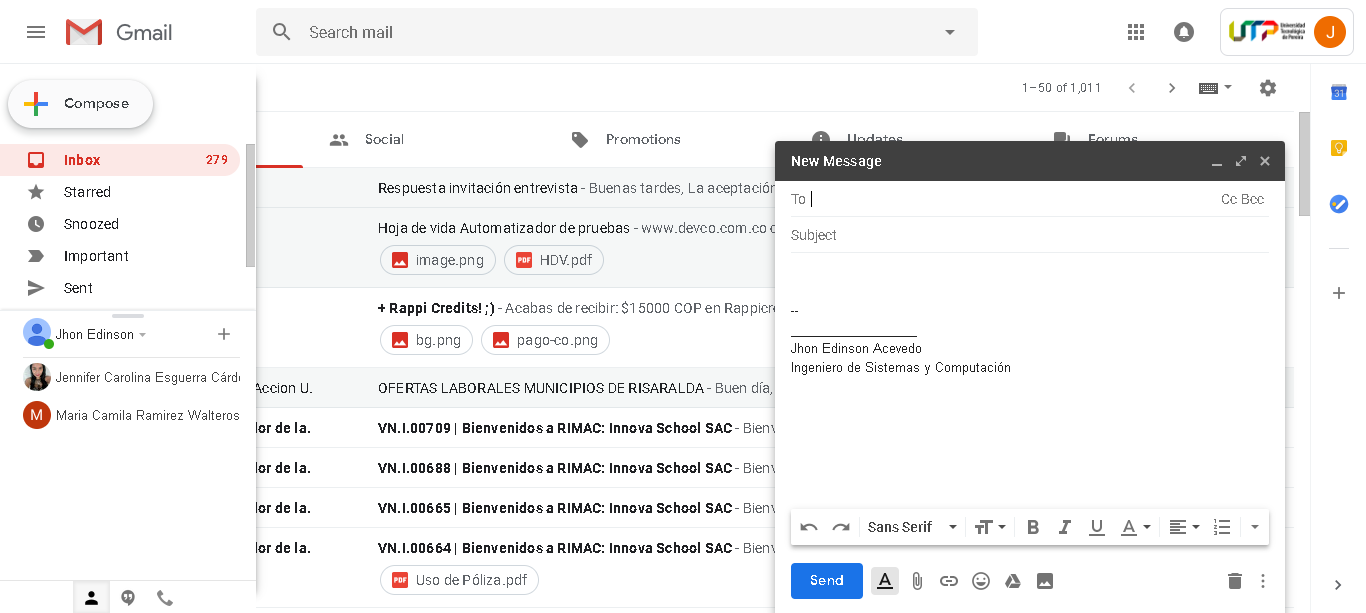 Gmail
Search mail
UTP Universidad Tecnológica de Pereira
J
Compose
1–50 of 1,011
31
Inbox 279
Starred
Snoozed
Important
Sent
Jhon Edinson
Jennifer Carolina Esguerra Cárd
M Maria Camila Ramirez Walteros
Social Promotions Updates Forums
Respuesta invitación entrevista - Buenas tardes, La aceptación
Hoja de vida Automatizador de pruebas - www.devco.com.co
image.png PDF HDV.pdf
+ Rappi Credits! ;) - Acabas de recibir: $15000 COP en Rappicre
bg.png pago-co.png
Accion U. OFERTAS LABORALES MUNICIPIOS DE RISARALDA - Buen día,
dor de la. VN.I.00709 | Bienvenidos a RIMAC: Innova School SAC - Bienv
dor de la. VN.I.00688 | Bienvenidos a RIMAC: Innova School SAC - Bienv
dor de la. VN.I.00665 | Bienvenidos a RIMAC: Innova School SAC - Bienv
dor de la. VN.I.00664 | Bienvenidos a RIMAC: Innova School SAC - Bienv
PDF Uso de Póliza.pdf
New Message
To Cc Bcc
Subject
--
Jhon Edinson Acevedo
Ingeniero de Sistemas y Computación
Sans Serif B I U A
Send A